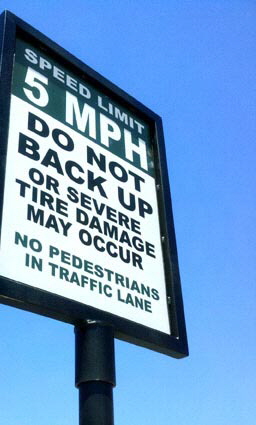 SPEED LIMIT
5 MPH
DO NOT
BACK UP
OR SEVERE
TIRE DAMAGE
MAY OCCUR
NO PEDESTRIANS
IN TRAFFIC LANE